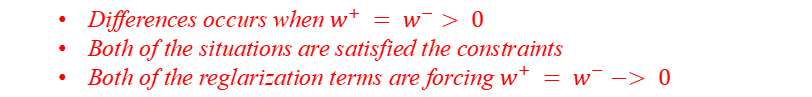 • Differences occurs when w⁺ = w⁻ > 0
• Both of the situations are satisfied the constraints
• Both of the reglarization terms are forcing w⁺ = w⁻ –> 0